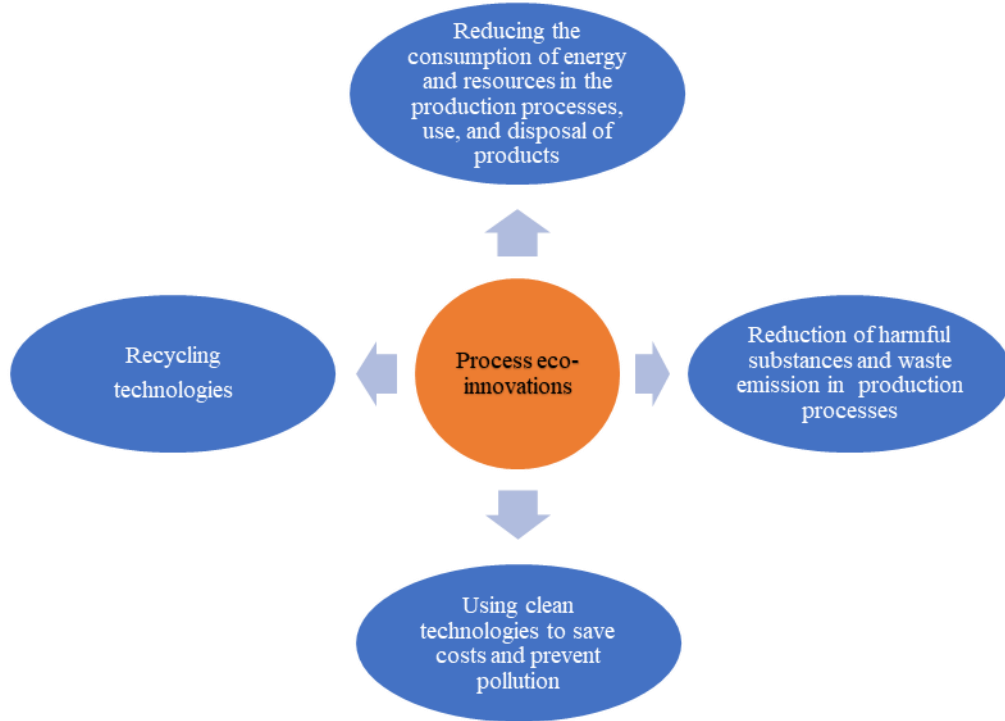 Reducing the
consumption of energy
and resources in the
production processes,
use, and disposal of
products
Recycling
technologies
Process eco-
innovations
Reduction of harmful
substances and waste
emission in production
processes
Using clean
technologies to save
costs and prevent
pollution